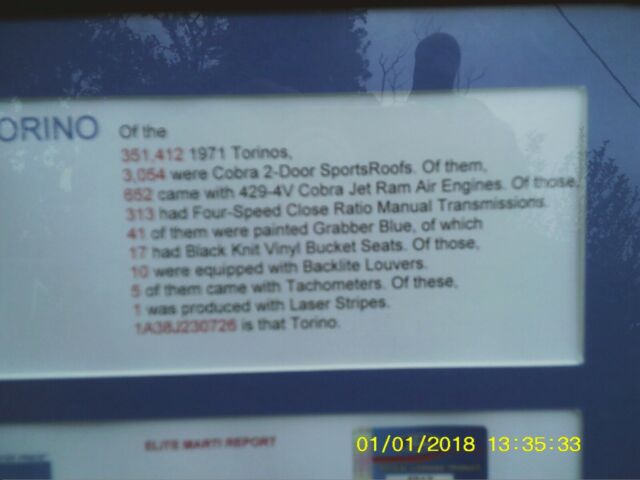 ORINO
Of the
351,412 1971 Torinos,
3,054 were Cobra 2-Door SportsRoofs. Of them,
652 came with 429-4V Cobra Jet Ram Air Engines. Of those,
313 had Four-Speed Close Ratio Manual Transmissions.
41 of them were painted Grabber Blue, of which
17 had Black Knit Vinyl Bucket Seats. Of those,
10 were equipped with Backlite Louvers.
5 of them came with Tachometers. Of these,
1 was produced with Laser Stripes.
1A38J230726 is that Torino.
ELITE MARTI REPORT
01/01/2018 13:35:33